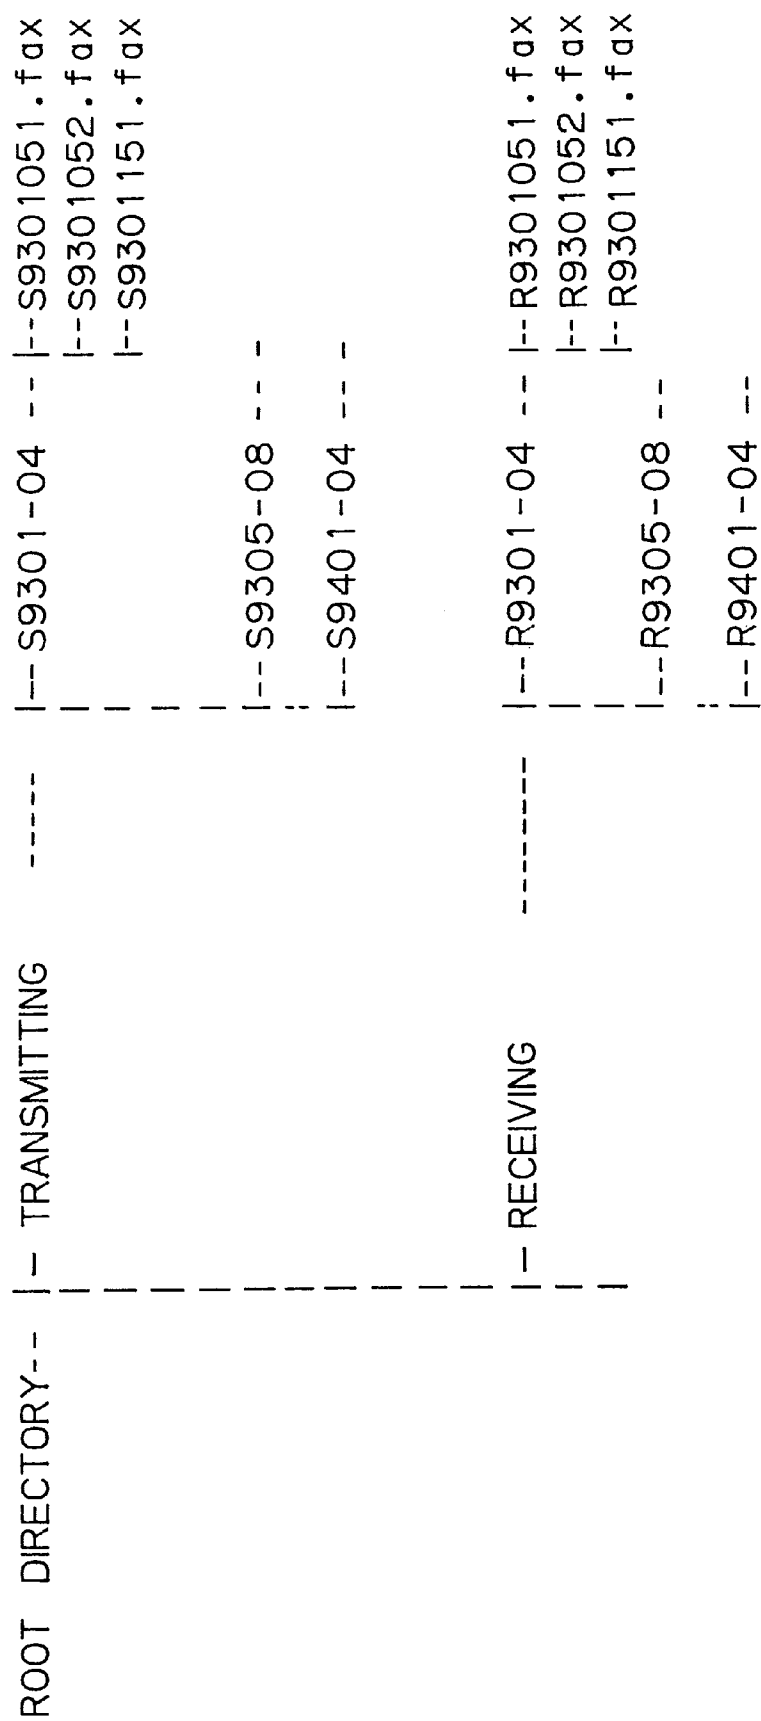 ROOT DIRECTORY-- |— TRANSMITTING ----- |--S9301-04 -- |--S9301051.fax
|--S9301052.fax
|--S9301151.fax
|--S9305-08 -- -
|---S9401-04 -- -
|— RECEIVING -------- |--R9301-04 -- |--R9301051.fax
|--R9301052.fax
|--R9301151.fax
|--R9305-08 --
|--R9401-04 --